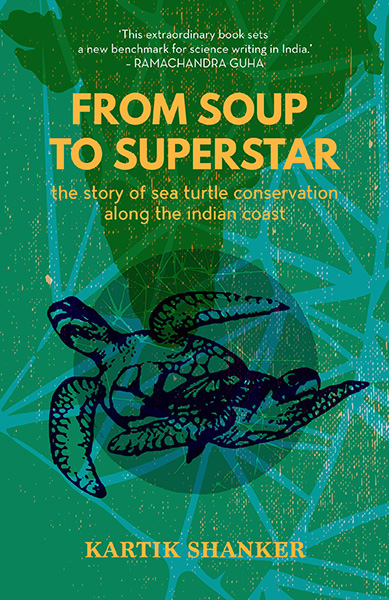 ‘This extraordinary book sets
a new benchmark for science writing in India.’
– RAMACHANDRA GUHA
FROM SOUP
TO SUPERSTAR
the story of sea turtle conservation
along the indian coast
KARTIK SHANKER